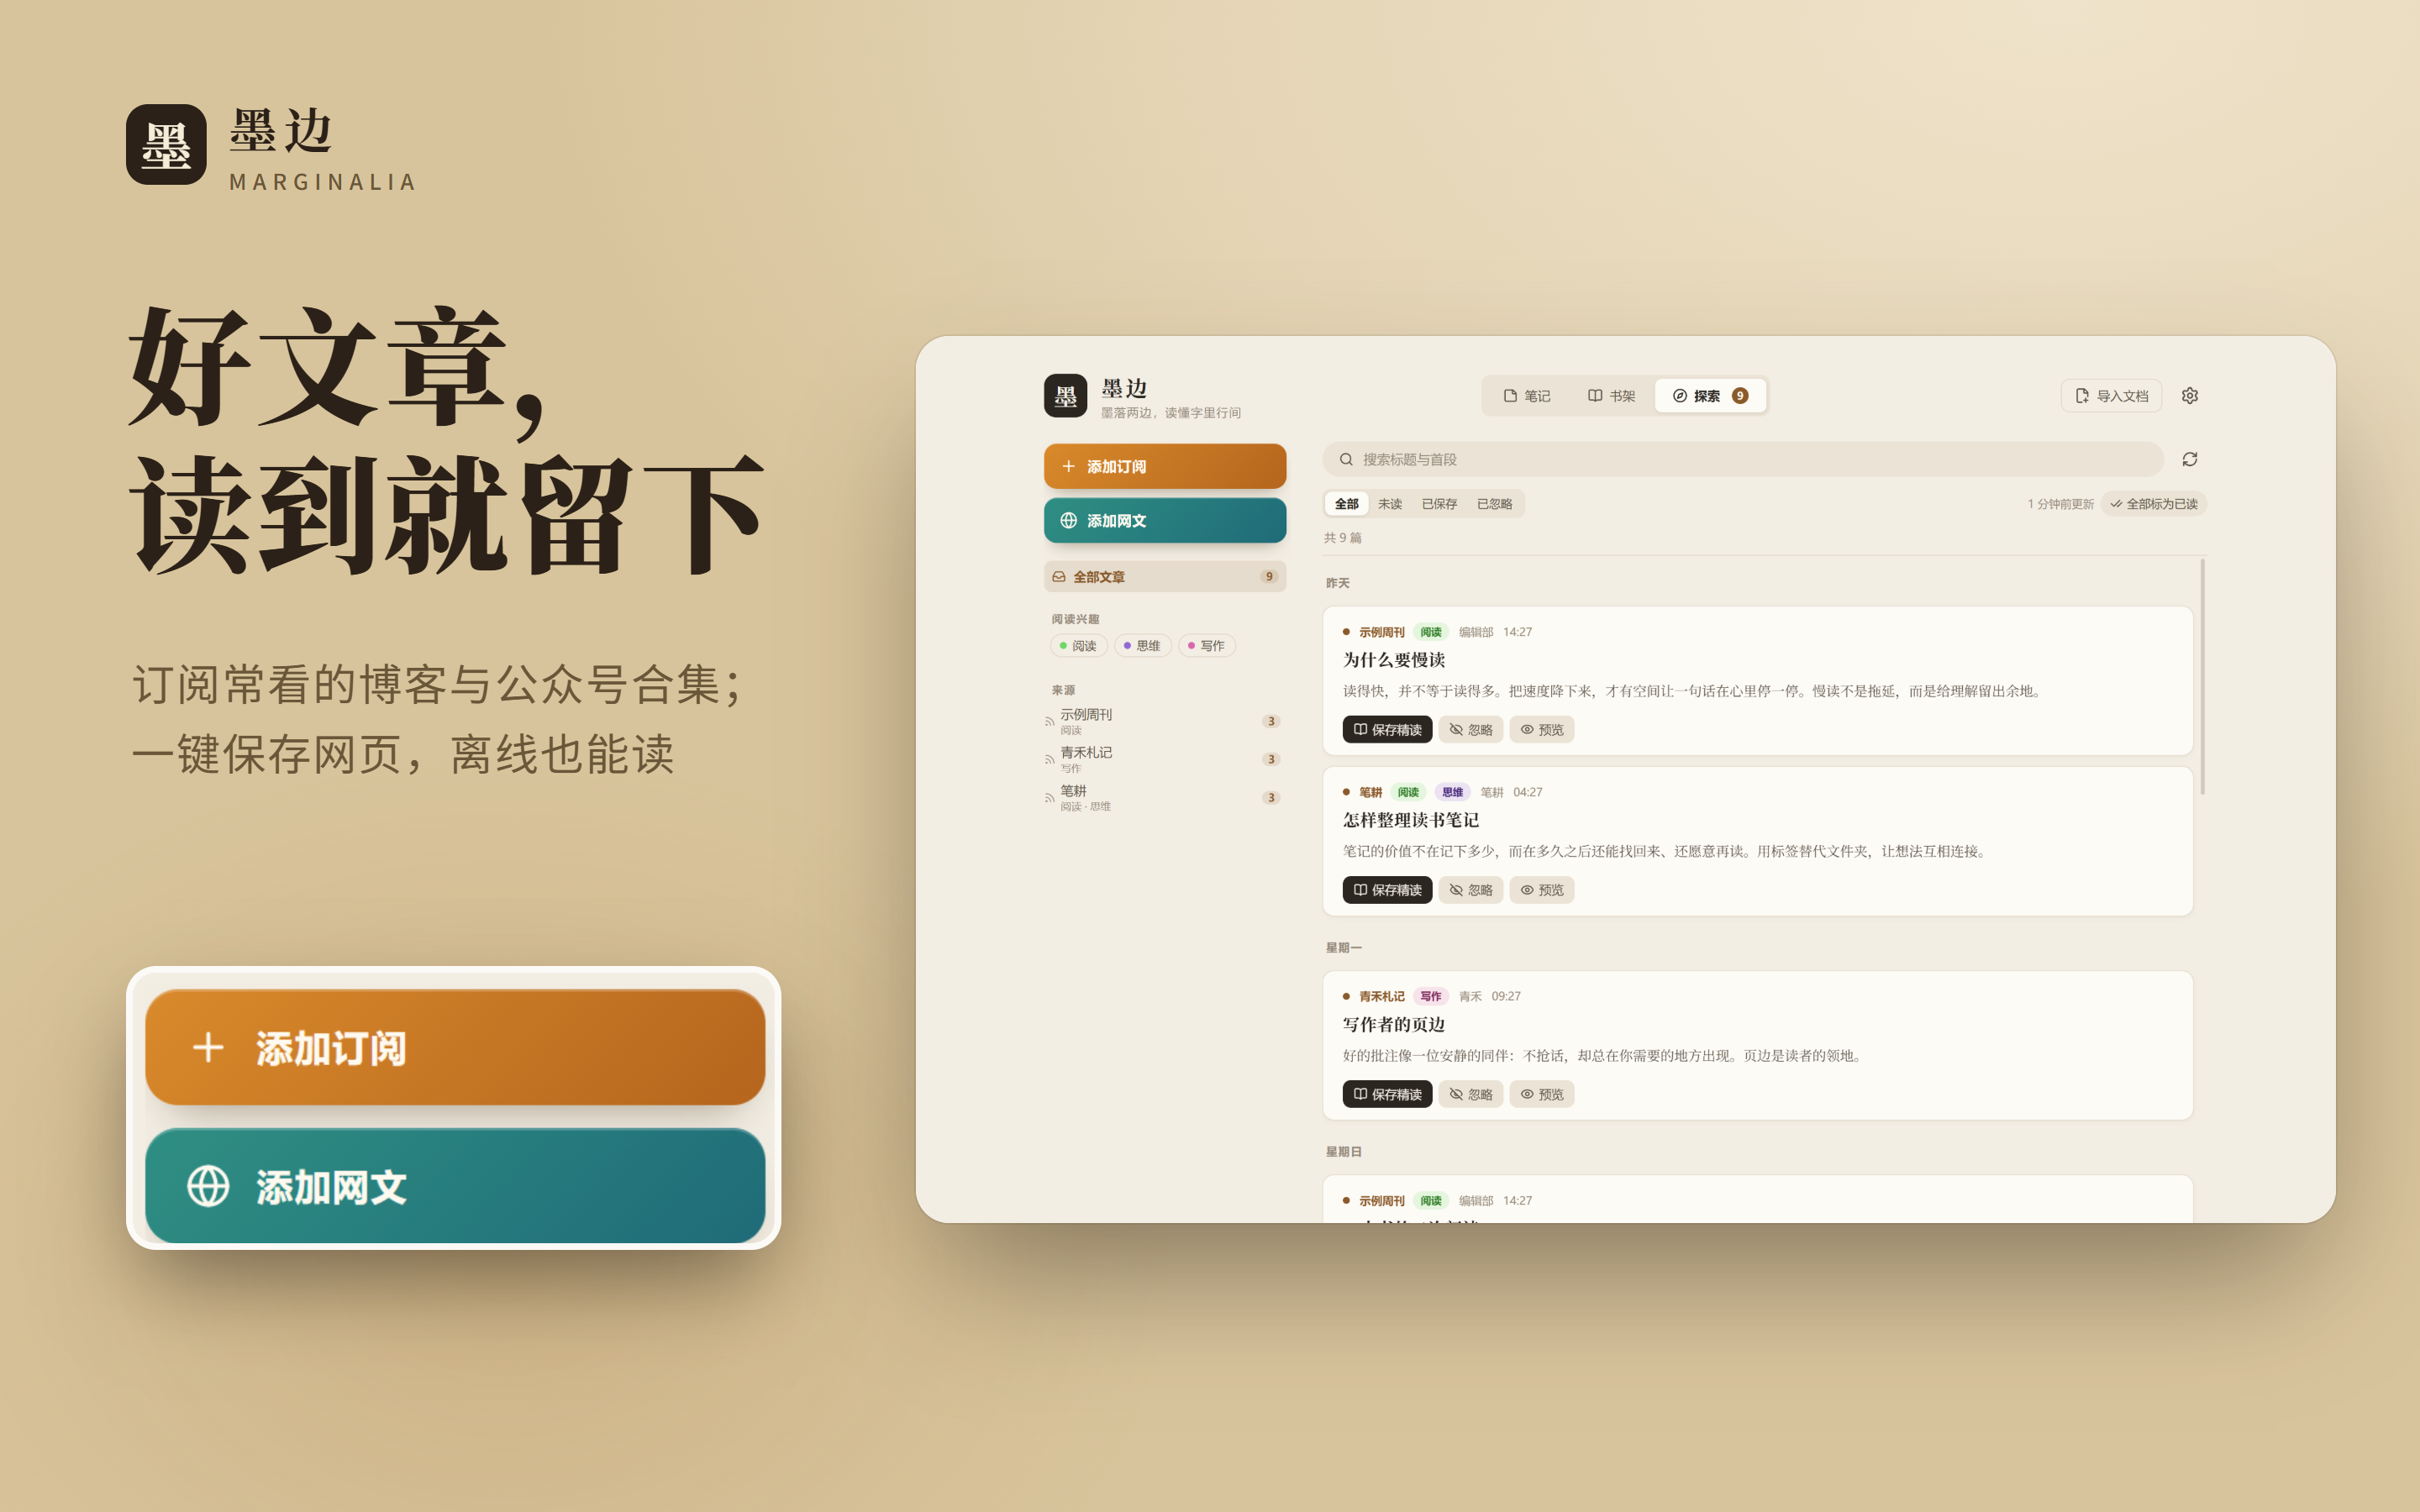 墨
墨边
MARGINALIA
好文章，
读到就留下
订阅常看的博客与公众号合集；
一键保存网页，离线也能读
添加订阅
添加网文
墨
墨边
墨落两边，读懂字里行间
笔记
书架
探索 9
导入文档
添加订阅
添加网文
全部文章 9
阅读兴趣
阅读 思维 写作
来源
示例周刊 3
阅读
青禾札记 3
写作
笔耕 3
阅读 · 思维
搜索标题与首段
全部 未读 已保存 已忽略
1 分钟前更新 全部标为已读
共 9 篇
昨天
示例周刊 阅读 编辑部 14:27
为什么要慢读
读得快，并不等于读得多。把速度降下来，才有空间让一句话在心里停一停。慢读不是拖延，而是给理解留出余地。
保存精读 忽略 预览
笔耕 阅读 思维 笔耕 04:27
怎样整理读书笔记
笔记的价值不在记下多少，而在多久之后还能找回来、还愿意再读。用标签替代文件夹，让想法互相连接。
保存精读 忽略 预览
星期一
青禾札记 写作 青禾 09:27
写作者的页边
好的批注像一位安静的同伴：不抢话，却总在你需要的地方出现。页边是读者的领地。
保存精读 忽略 预览
星期日
示例周刊 阅读 编辑部 14:27